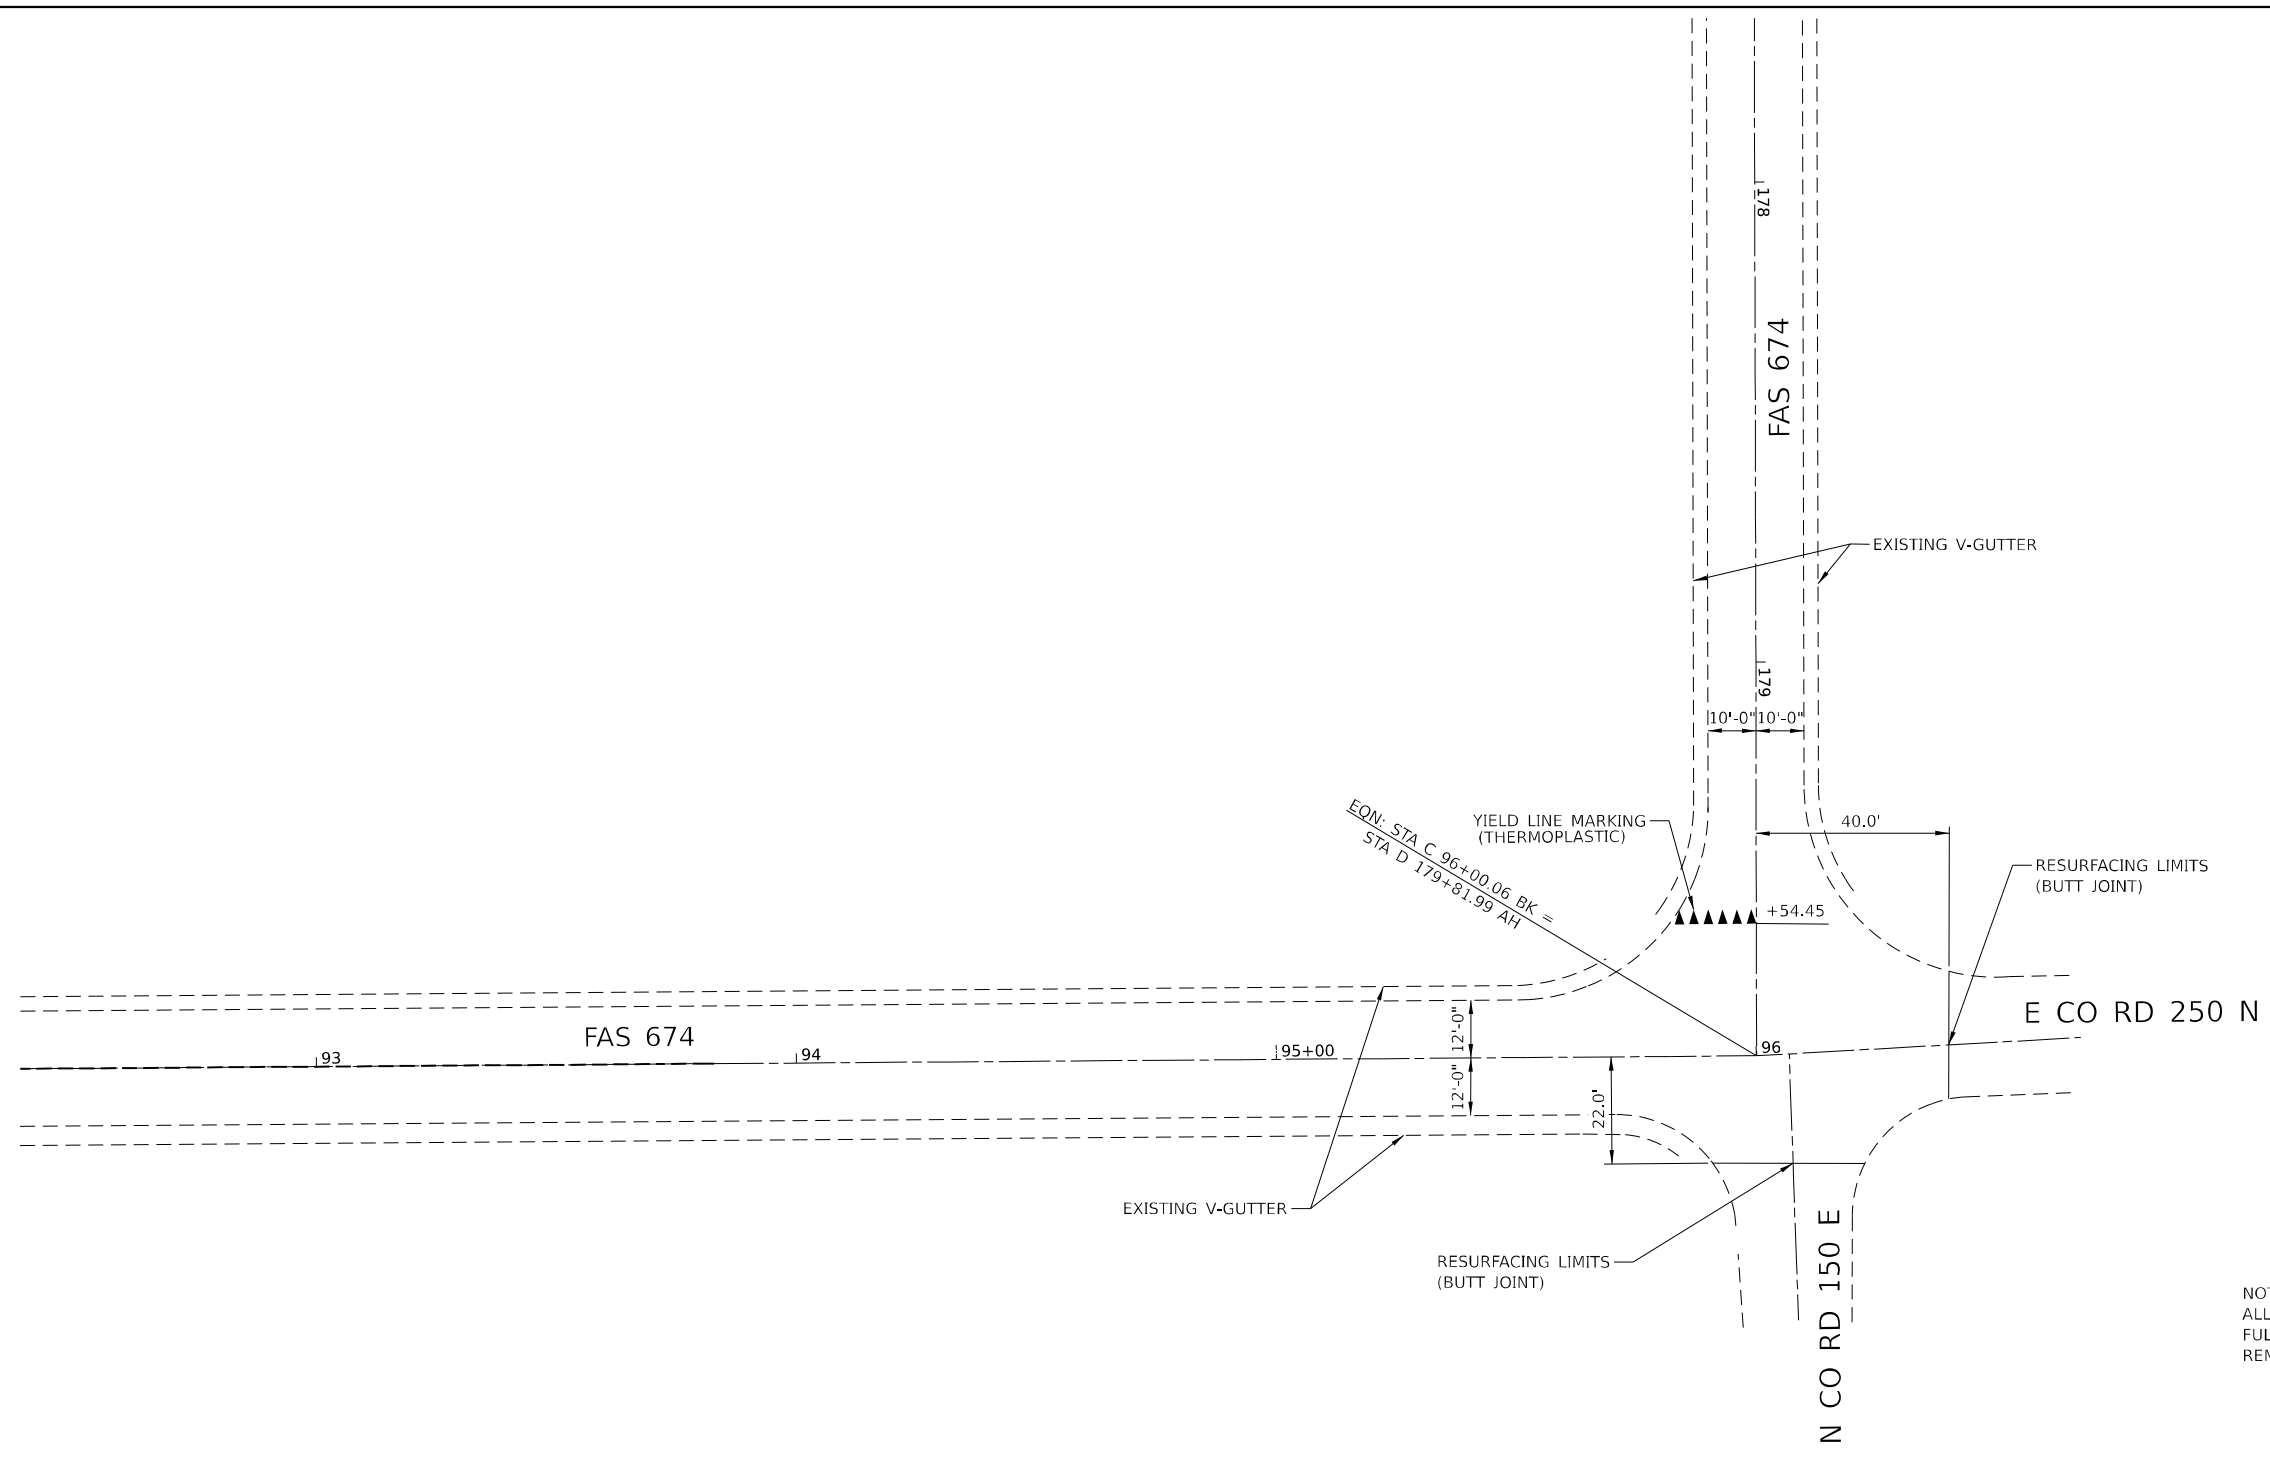 178
FAS 674
EXISTING V-GUTTER
179
10'-0" 10'-0"
YIELD LINE MARKING
(THERMOPLASTIC)
40.0'
EQN: STA C 96+00.06 BK =
STA D 179+81.99 AH
RESURFACING LIMITS
(BUTT JOINT)
+54.45
E CO RD 250 N
FAS 674
93
94
95+00
96
12'-0"
12'-0"
22.0'
EXISTING V-GUTTER
RESURFACING LIMITS
(BUTT JOINT)
N CO RD 150 E
ALL